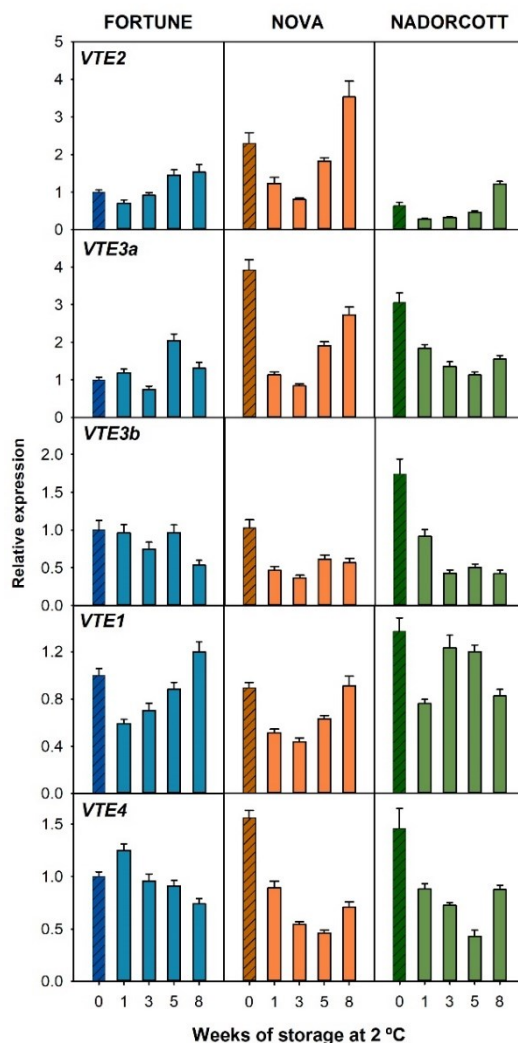 FORTUNE NOVA NADORCOTT
VTE2
5
4
3
2
1
0
VTE3a
4
3
2
1
0
VTE3b
2.0
1.5
1.0
0.5
0.0
VTE1
1.2
0.8
0.4
0.0
VTE4
1.5
1.0
0.5
0.0
Relative expression
0 1 3 5 8 0 1 3 5 8 0 1 3 5 8
Weeks of storage at 2 ºC